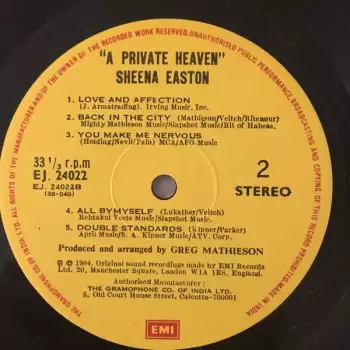 "A PRIVATE HEAVEN"
SHEENA EASTON
1. LOVE AND AFFECTION
(J. Armatrading). Irving Music, Inc.
2. BACK IN THE CITY (Mathieson/Veitch/Ritenour)
Mighty Mathieson Music/Slapshot Music/Rit of Habeas.
3. YOU MAKE ME NERVOUS
(Holding/Nevil/Pain) MCA/AFG Music
33 1/3 r.p.m
EJ. 24022
EJ. 24022B
(36-040)
2
STEREO
4. ALL BY MYSELF (Lukather/Veitch)
Rehtakul Veets Music/Slapshot Music.
5. DOUBLE STANDARDS (Kipner/Parker)
April Music/S. A. Kipner Music/ATV. Corp.
Produced and arranged by GREG MATHIESON
℗ © 1984, Original sound recordings made by EMI Records
Ltd. 20, Manchester Square, London W1A 1ES, England.
Authorised Manufacturer :
THE GRAMOPHONE CO. OF INDIA LTD.
5, Old Court House Street, Calcutta-700001
EMI
THE GRAMOPHONE CO. OF INDIA LTD. ALL RIGHTS OF THE MANUFACTURER AND OF THE OWNER OF THE RECORDED WORK RESERVED. UNAUTHORISED PUBLIC PERFORMANCE, BROADCASTING AND COPYING OF THIS RECORD PROHIBITED. MADE IN INDIA